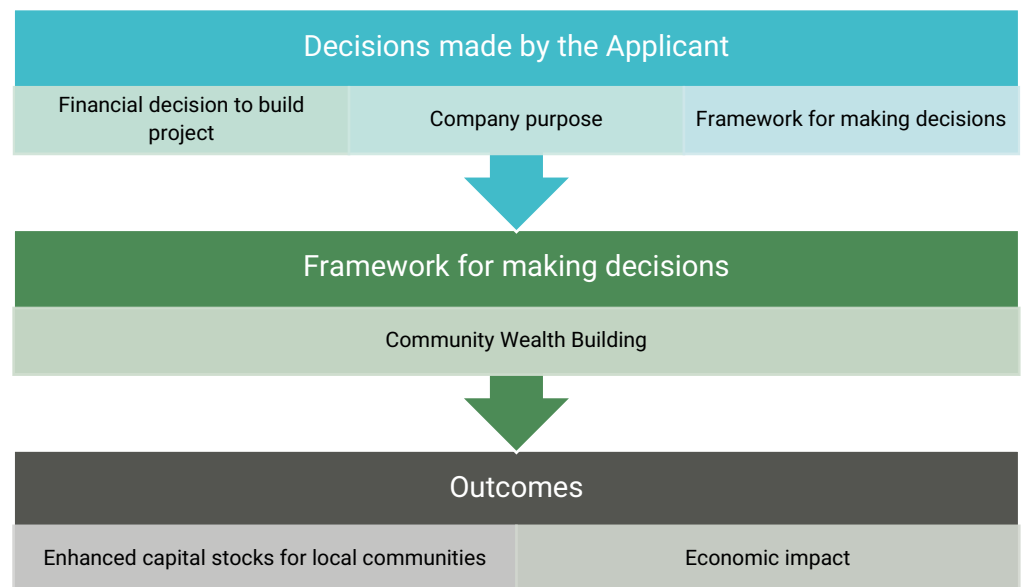 Decisions made by the Applicant
Financial decision to build
project
Company purpose
Framework for making decisions
Framework for making decisions
Community Wealth Building
Outcomes
Enhanced capital stocks for local communities
Economic impact